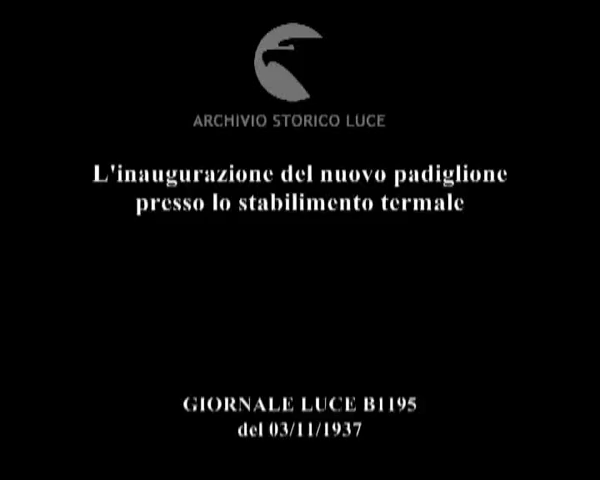 ARCHIVIO STORICO LUCE
L'inaugurazione del nuovo padiglione
presso lo stabilimento termale
GIORNALE LUCE B1195
del 03/11/1937